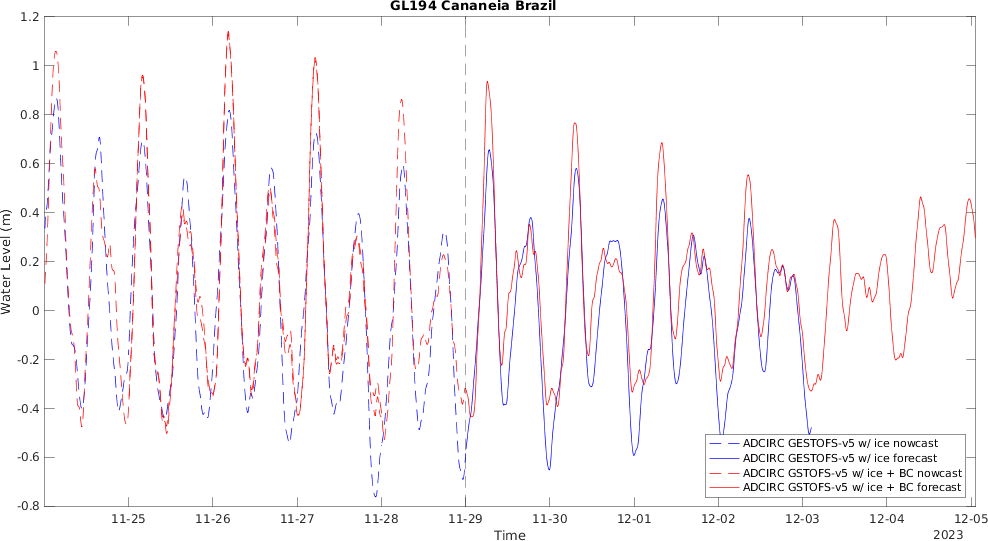 GL194 Cananeia Brazil
1.2
1
0.8
0.6
0.4
0.2
0
-0.2
-0.4
-0.6
-0.8
Water Level (m)
ADCIRC GESTOFS-v5 w/ ice nowcast
ADCIRC GESTOFS-v5 w/ ice forecast
ADCIRC GSTOFS-v5 w/ ice + BC nowcast
ADCIRC GSTOFS-v5 w/ ice + BC forecast
11-25 11-26 11-27 11-28 11-29 11-30 12-01 12-02 12-03 12-04 12-05
Time
2023